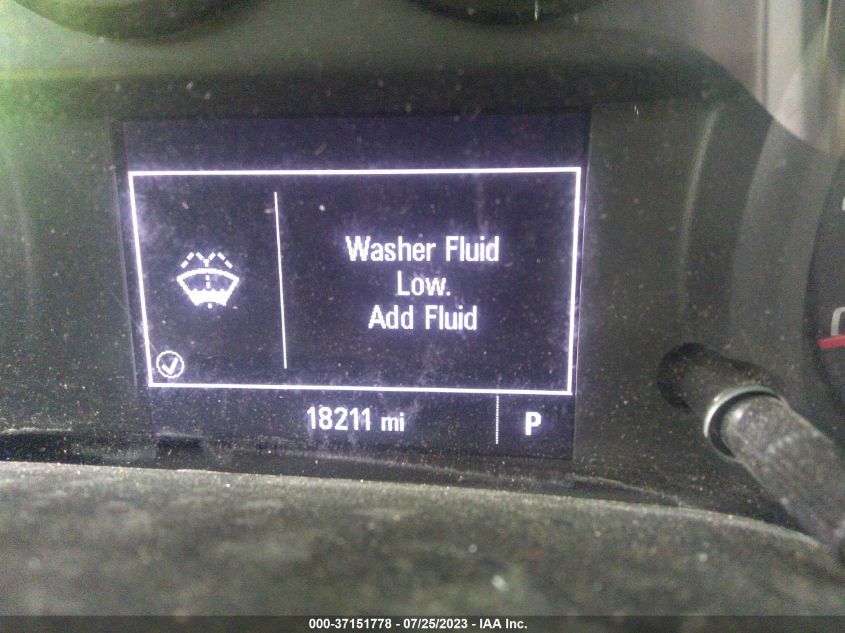 Washer Fluid
Low.
Add Fluid
18211 mi P
000-37151778 - 07/25/2023 - IAA Inc.